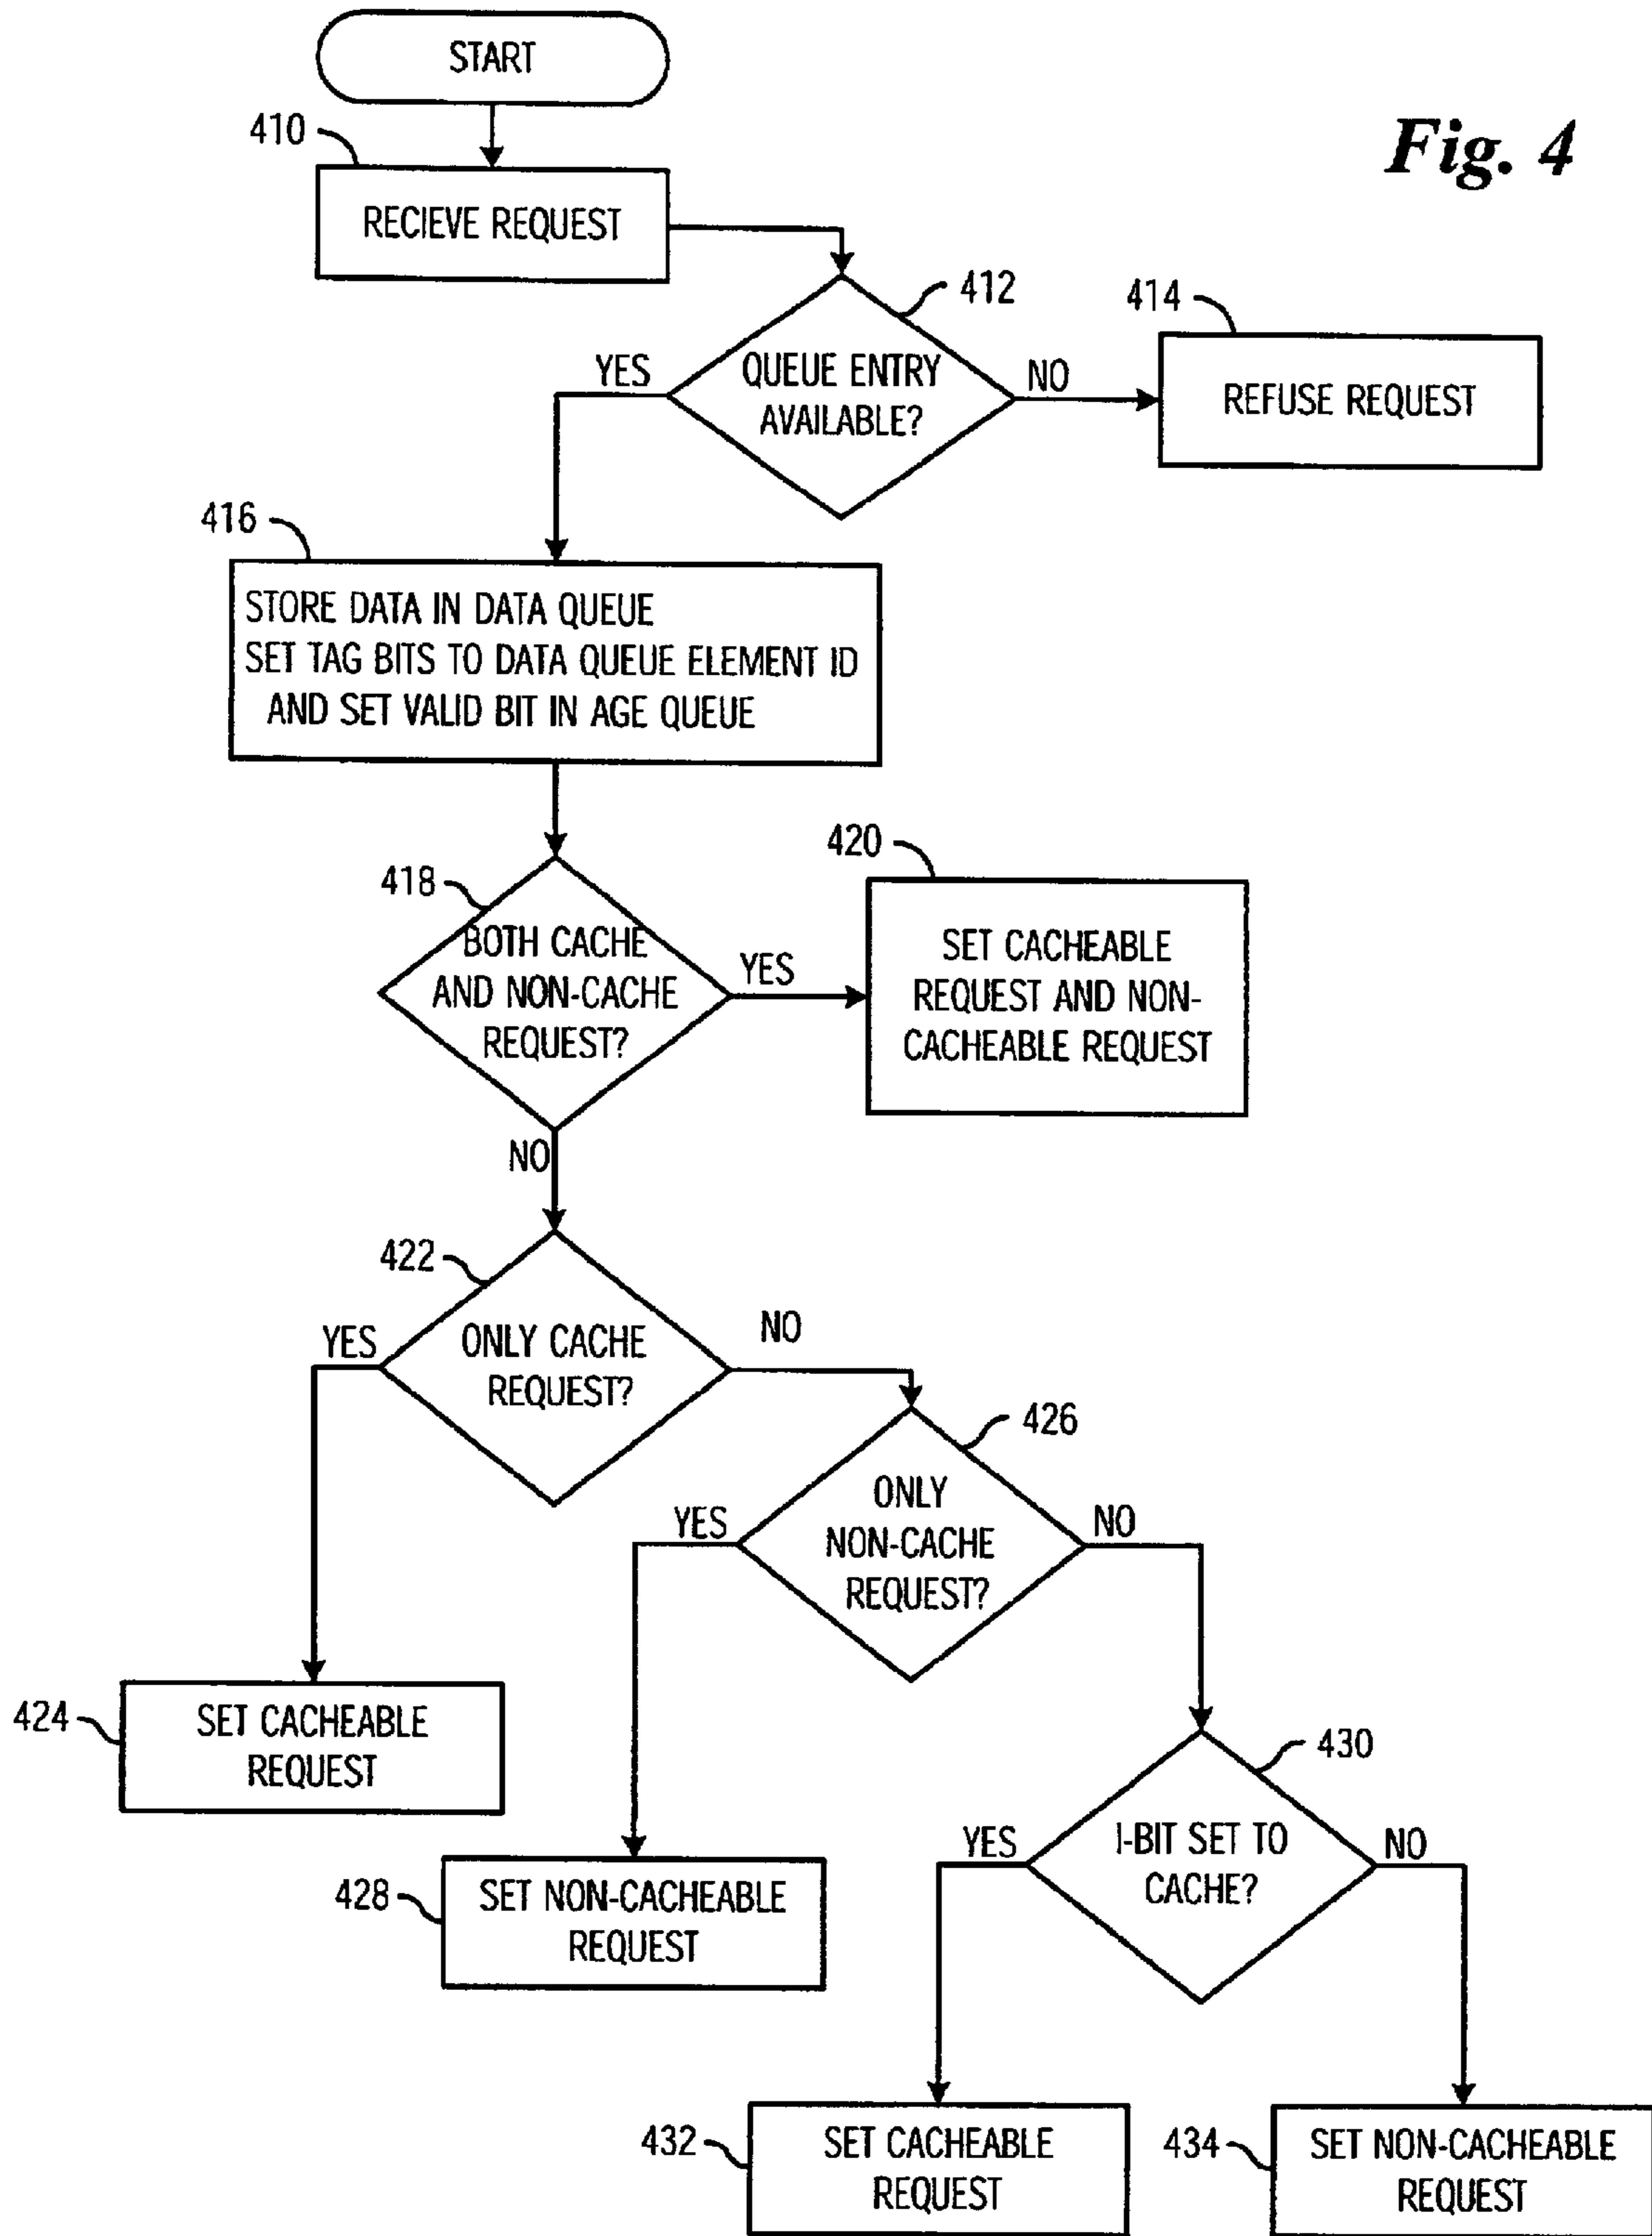 START
410
Fig. 4
RECIEVE REQUEST
412
414
YES
QUEUE ENTRY
AVAILABLE?
NO
REFUSE REQUEST
416
STORE DATA IN DATA QUEUE
SET TAG BITS TO DATA QUEUE ELEMENT ID
AND SET VALID BIT IN AGE QUEUE
420
418
BOTH CACHE
AND NON-CACHE
REQUEST?
YES
SET CACHEABLE
REQUEST AND NON-
CACHEABLE REQUEST
NO
422
YES
ONLY CACHE
REQUEST?
NO
426
YES
ONLY
NON-CACHE
REQUEST?
NO
424
SET CACHEABLE
REQUEST
430
YES
I-BIT SET TO
CACHE?
NO
428
SET NON-CACHEABLE
REQUEST
432
SET CACHEABLE
REQUEST
434
SET NON-CACHEABLE
REQUEST